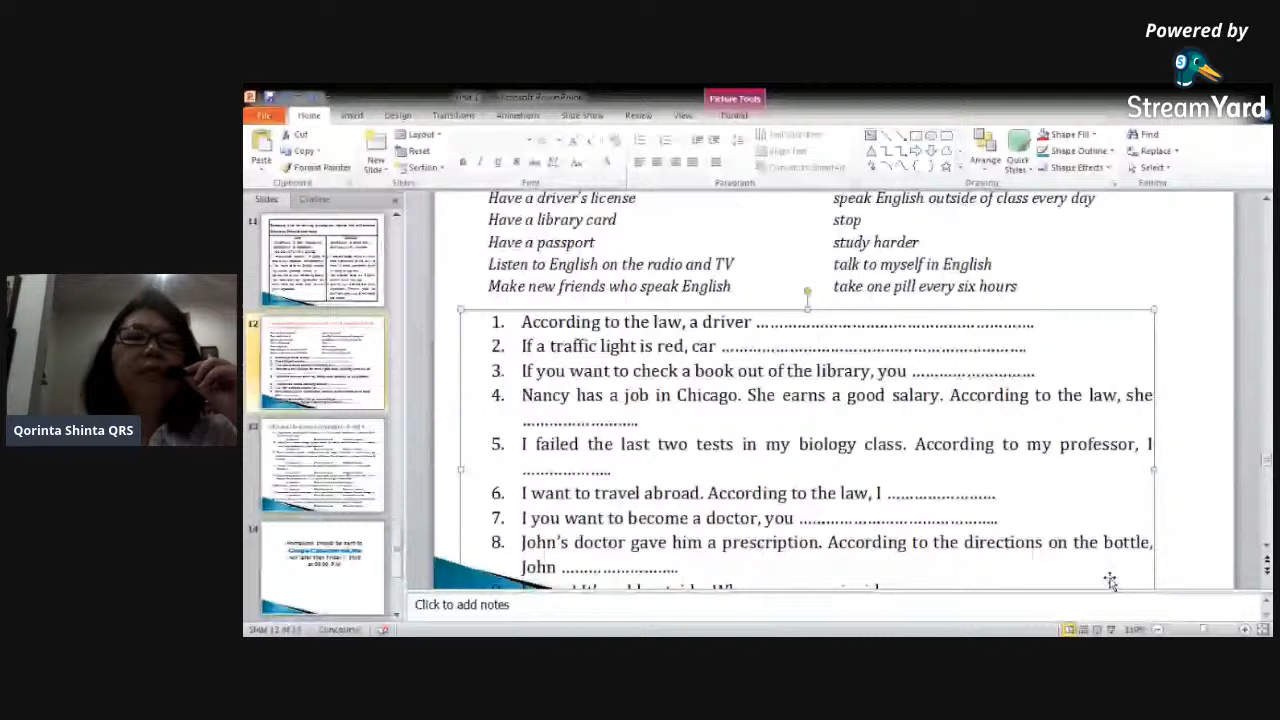 Powered by
StreamYard
Picture Tools
File Home Insert Design Transitions Animations Slide Show Review View Format
Cut
Copy
Format Painter
Paste
Clipboard
New
Slide
Layout
Reset
Section
Slides
Font
Paragraph
Arrange
Quick
Styles
Shape Fill
Shape Outline
Shape Effects
Drawing
Find
Replace
Select
Slides
11
12
13
14
Have a driver's license speak English outside of class every day
Have a library card stop
Have a passport study harder
Listen to English on the radio and TV talk to myself in English
Make new friends who speak English take one pill every six hours
1. According to the law, a driver ................................................
2. If a traffic light is red, car ................................................
3. If you want to check a book out of the library, you ........................
4. Nancy has a job in Chicago. She earns a good salary. According to the law, she
........................
5. I failed the last two tests in my biology class. According to my professor, I
..................
I want to travel abroad. According to the law, I ......................
7. I you want to become a doctor, you ........................................
8. John's doctor gave him a prescription. According to the directions on the bottle,
John ........................
Click to add notes
Qorinta Shinta QRS